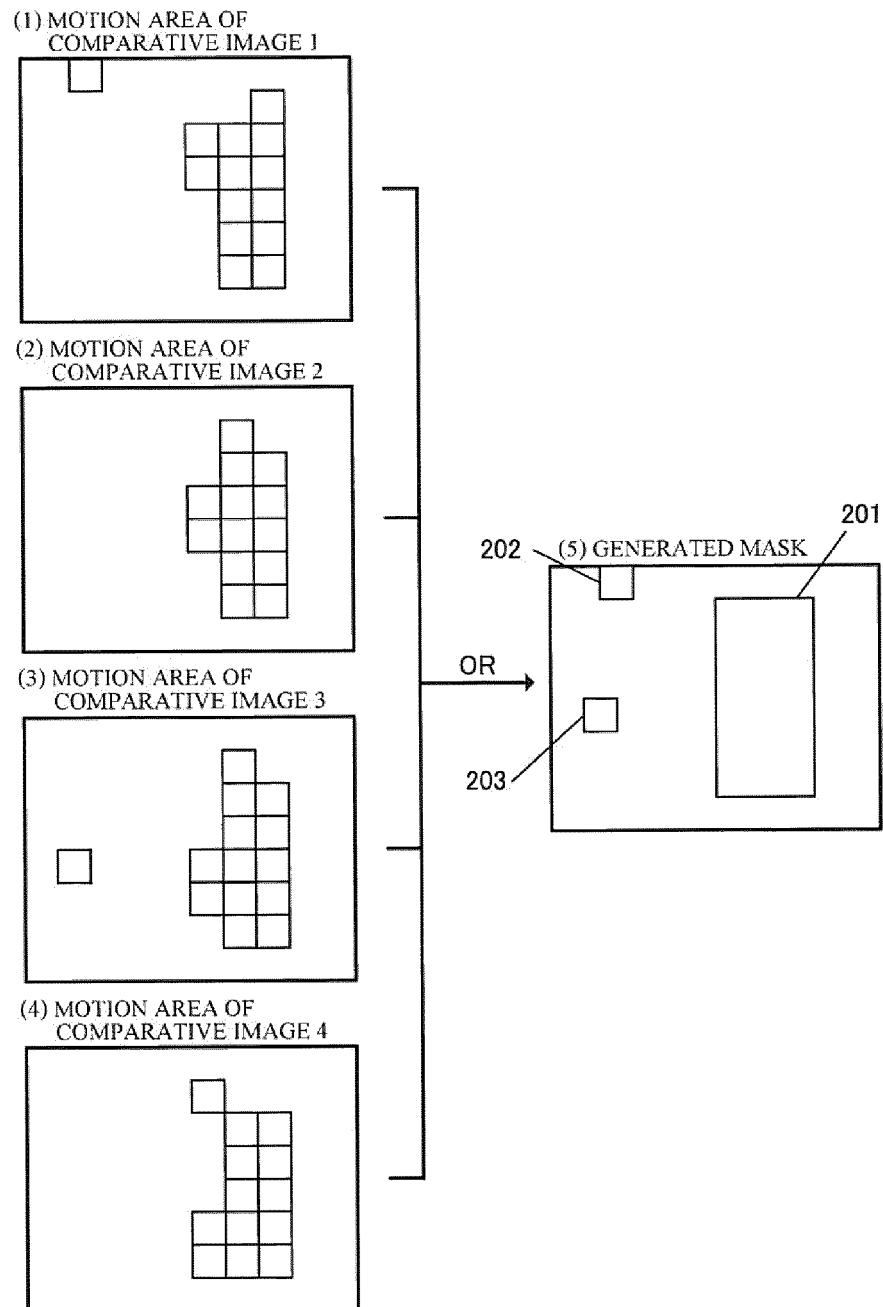 (1) MOTION AREA OF
COMPARATIVE IMAGE 1
(2) MOTION AREA OF
COMPARATIVE IMAGE 2
(3) MOTION AREA OF
COMPARATIVE IMAGE 3
(4) MOTION AREA OF
COMPARATIVE IMAGE 4
OR
(5) GENERATED MASK
201
202
203